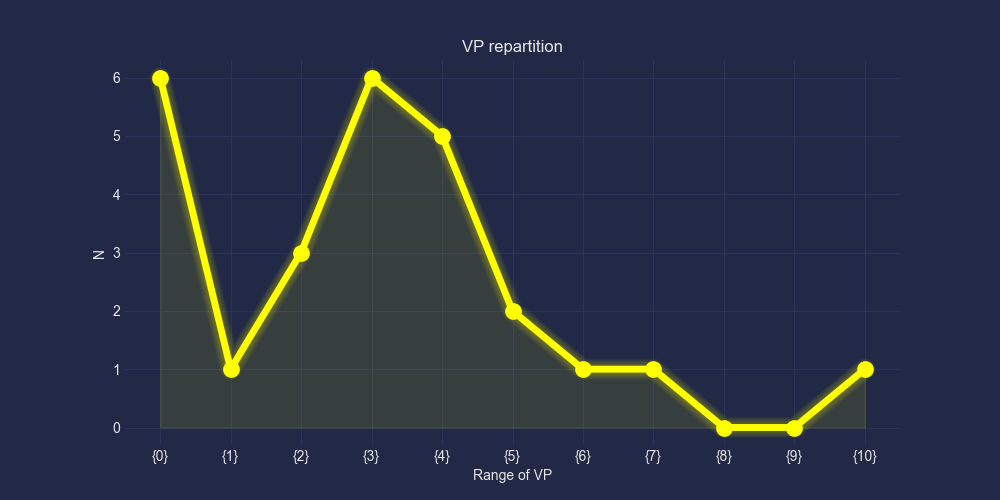 VP repartition
6
5
4
3
2
1
0
N
{0} {1} {2} {3} {4} {5} {6} {7} {8} {9} {10}
Range of VP